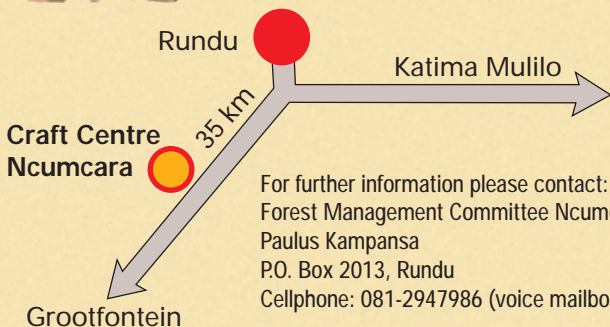 Rundu
Katima Mulilo
35 km
Craft Centre
Ncumcara
For further information please contact:
Forest Management Committee
Paulus Kampansa
P.O. Box 2013, Rundu
Cellphone: 081-2947986 (voice
Grootfontein